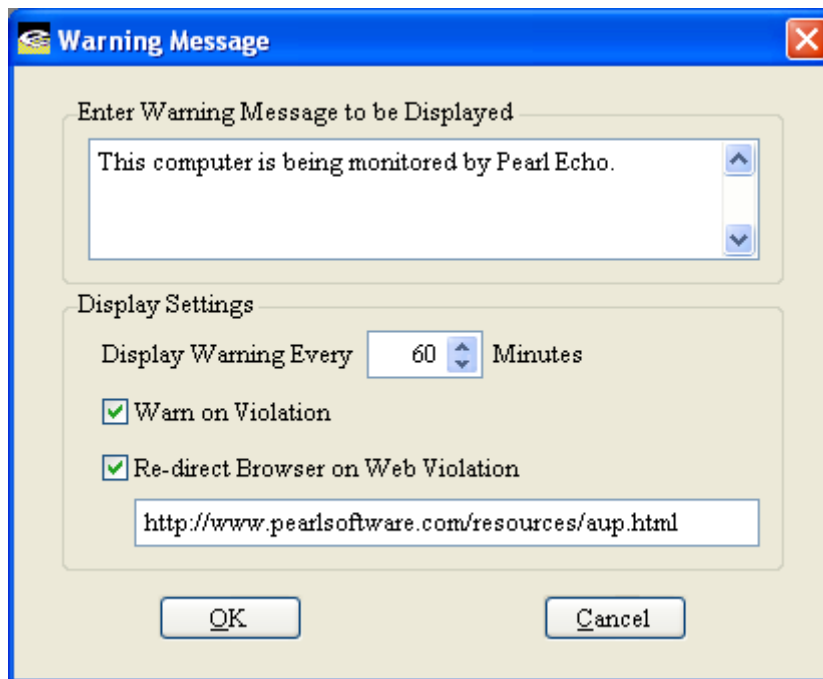 Warning Message
Enter Warning Message to be Displayed
This computer is being monitored by Pearl Echo.
Display Settings
Display Warning Every 60 Minutes
Warn on Violation
Re-direct Browser on Web Violation
http://www.pearlsoftware.com/resources/aup.html
OK Cancel